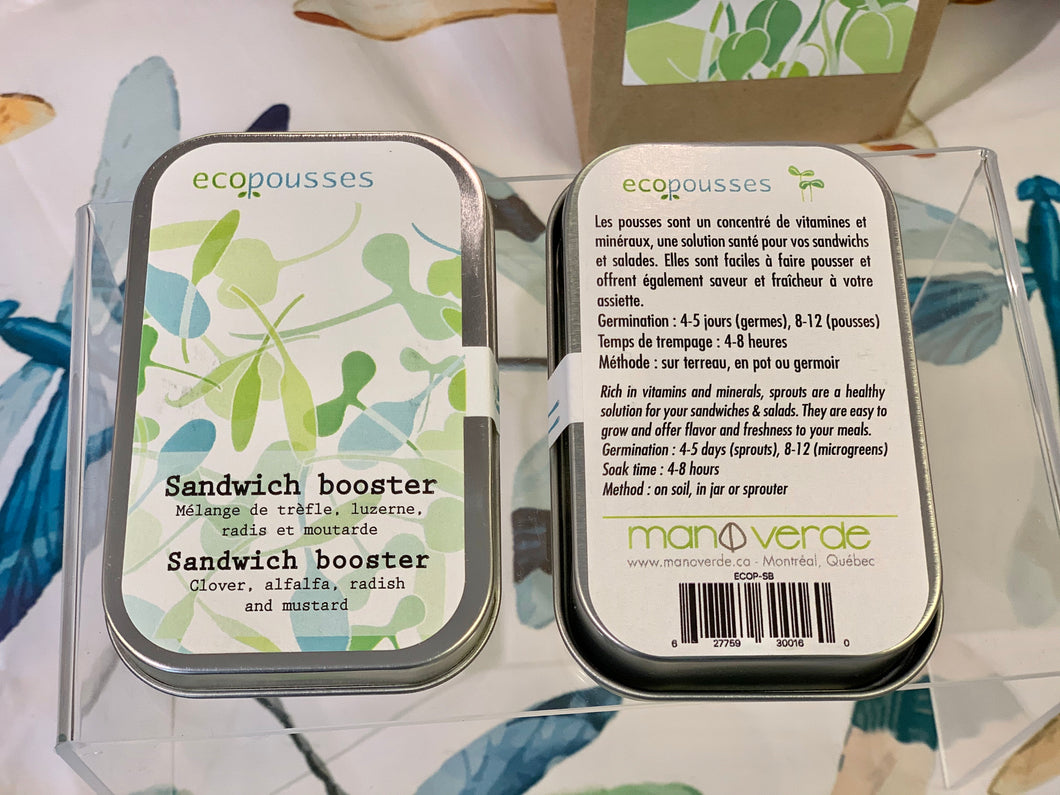 ecopousses
Sandwich booster
Mélange de trèfle, luzerne,
radis et moutarde
Sandwich booster
Clover, alfalfa, radish
and mustard
ecopousses
Les pousses sont un concentré de vitamines et
minéraux, une solution santé pour vos sandwichs
et salades. Elles sont faciles à faire pousser et
offrent également saveur et fraîcheur à votre
assiette.
Germination : 4-5 jours (germes), 8-12 (pousses)
Temps de trempage : 4-8 heures
Méthode : sur terreau, en pot ou germoir
Rich in vitamins and minerals, sprouts are a healthy
solution for your sandwiches & salads. They are easy to
grow and offer flavor and freshness to your meals.
Germination : 4-5 days (sprouts), 8-12 (microgreens)
Soak time : 4-8 hours
Method : on soil, in jar or sprouter
mano verde
www.manoverde.ca - Montréal, Québec
ECOP-SB
6 27759 30016 0